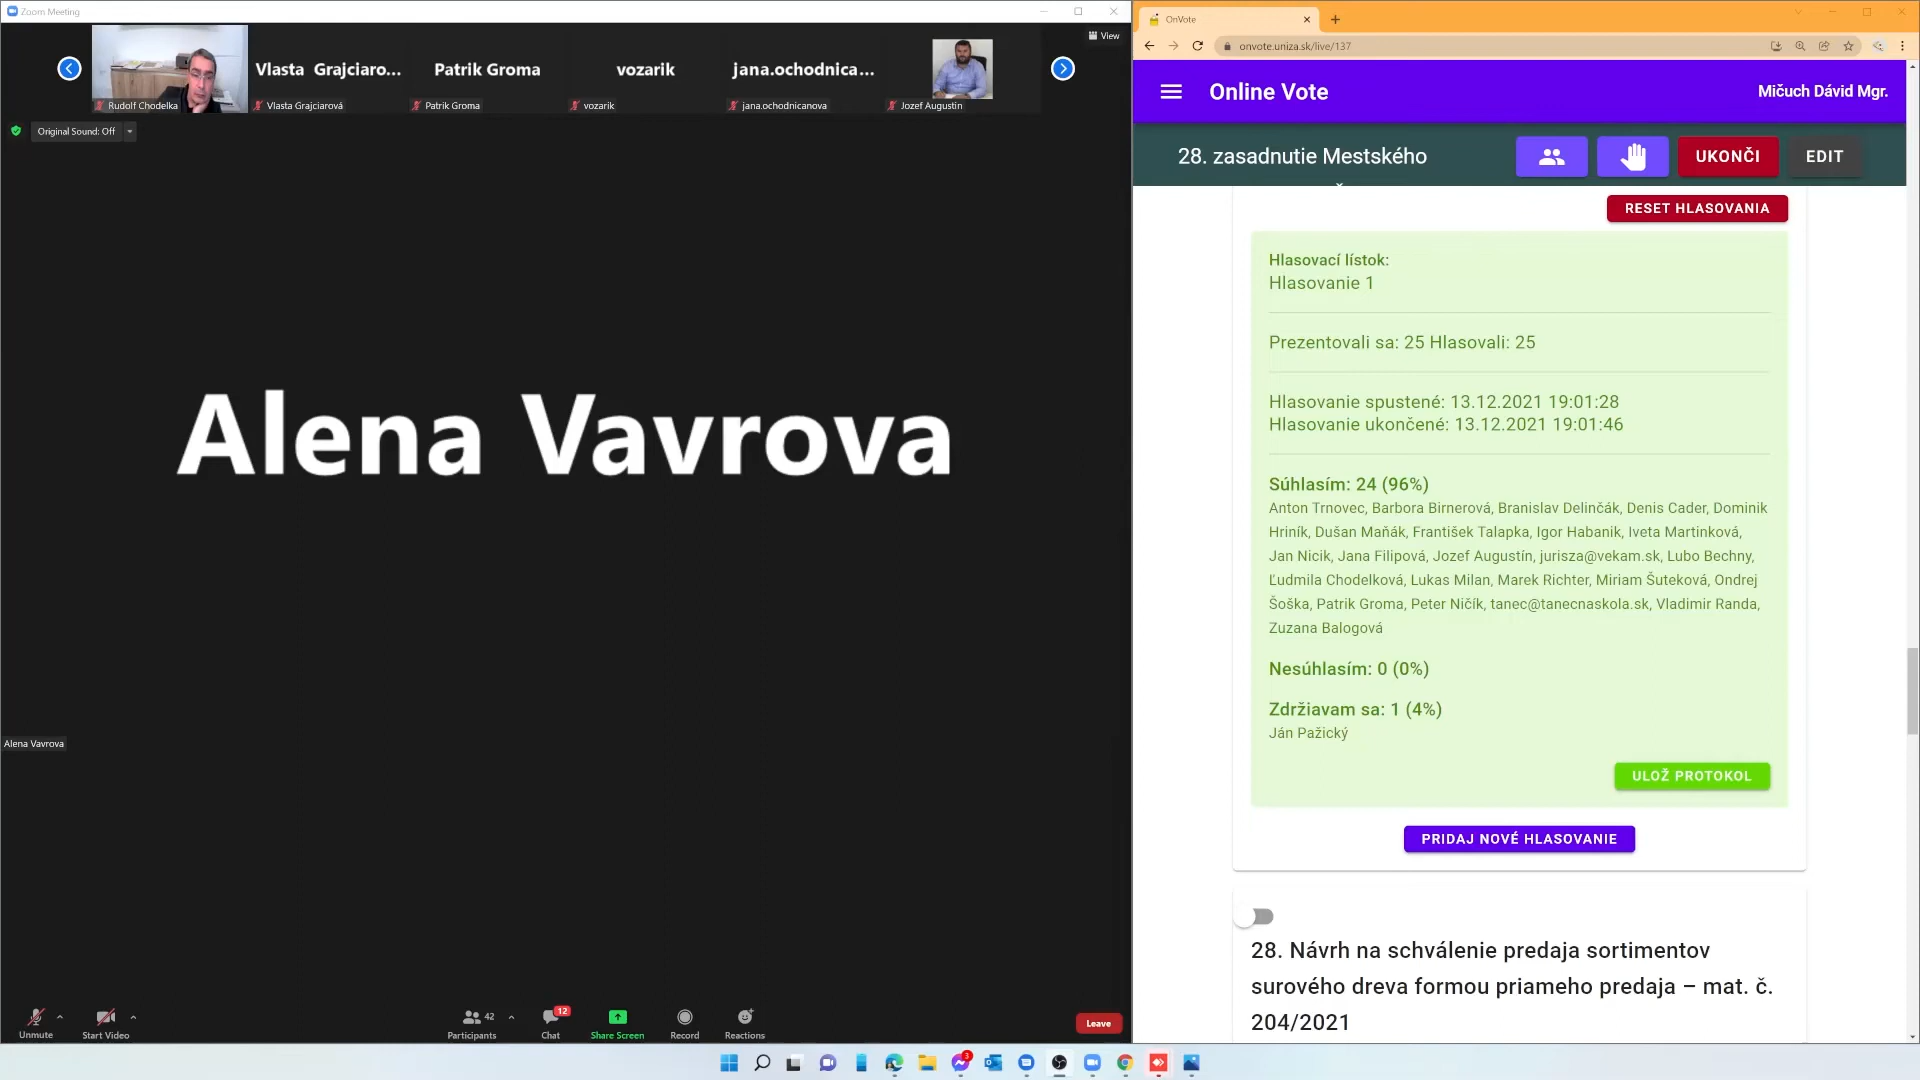 Zoom Meeting
View
Vlasta Grajciaro...
Patrik Groma
vozarik
jana.ochodnica...
Rudolf Chodelka
Vlasta Grajciarová
Patrik Groma
vozarik
jana.ochodnicanova
Jozef Augustín
Original Sound: Off
Alena Vavrova
Alena Vavrova
Unmute
Start Video
42
Participants
12
Chat
Share Screen
Record
Reactions
Leave
OnVote
onvote.uniza.sk/live/137
Online Vote
Mičuch Dávid Mgr.
28. zasadnutie Mestského
UKONČI
EDIT
RESET HLASOVANIA
Hlasovací lístok:
Hlasovanie 1
Prezentovali sa: 25 Hlasovali: 25
Hlasovanie spustené: 13.12.2021 19:01:28
Hlasovanie ukončené: 13.12.2021 19:01:46
Súhlasím: 24 (96%)
Anton Trnovec, Barbora Birnerová, Branislav Delinčák, Denis Cader, Dominik
Hriník, Dušan Maňák, František Talapka, Igor Habanik, Iveta Martinková,
Jan Nicik, Jana Filipová, Jozef Augustín, jurisza@vekam.sk, Lubo Bechny,
Ľudmila Chodelková, Lukas Milan, Marek Richter, Miriam Šuteková, Ondrej
Šoška, Patrik Groma, Peter Ničík, tanec@tanecnaskola.sk, Vladimir Randa,
Zuzana Balogová
Nesúhlasím: 0 (0%)
Zdržiavam sa: 1 (4%)
Ján Pažický
ULOŽ PROTOKOL
PRIDAJ NOVÉ HLASOVANIE
28. Návrh na schválenie predaja sortimentov
surového dreva formou priameho predaja – mat. č.
204/2021
3